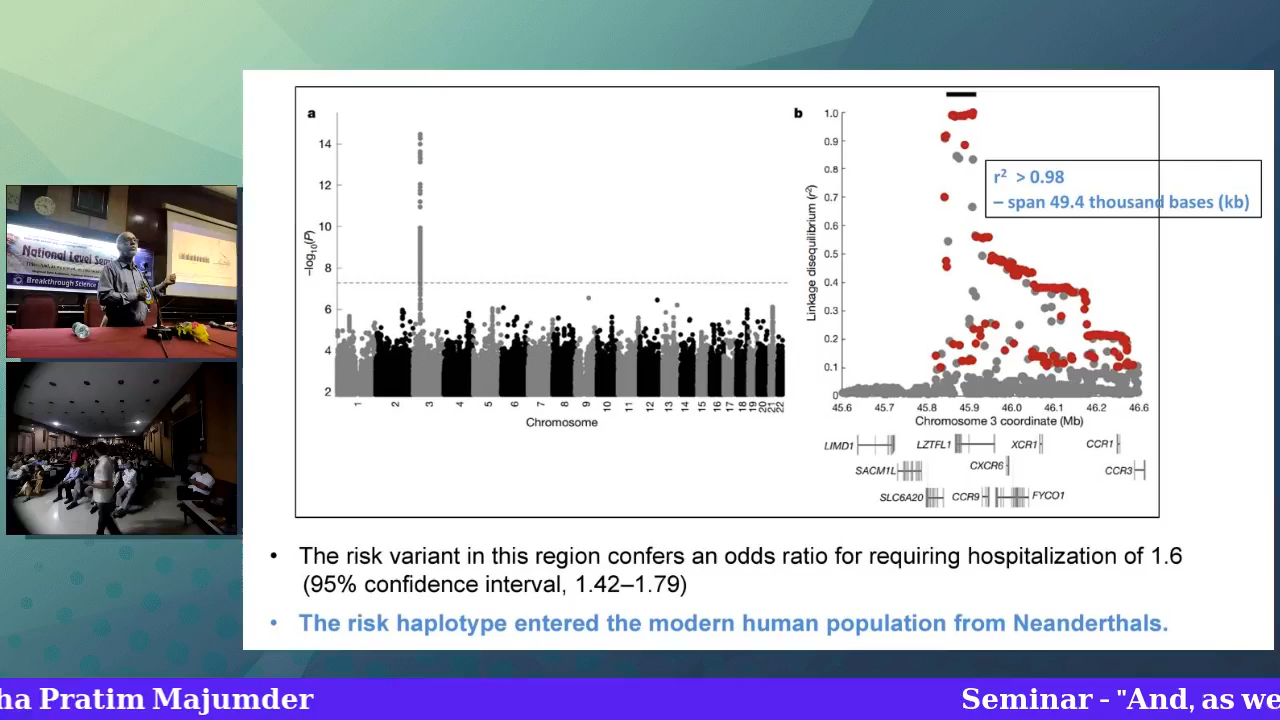 National Level Sem
Breakthrough Science
a
14
12
10
8
6
4
2
–log10(P)
1 2 3 4 5 6 7 8 9 10 11 12 13 14 15 16 17 18 19 20 21 22
Chromosome
b
1.0
0.9
0.8
0.7
0.6
0.5
0.4
0.3
0.2
0.1
0
Linkage disequilibrium (r²)
r² > 0.98
– span 49.4 thousand bases (kb)
45.6 45.7 45.8 45.9 46.0 46.1 46.2 46.6
Chromosome 3 coordinate (Mb)
LIMD1 LZTFL1 XCR1 CCR1
SACM1L CXCR6 CCR3
SLC6A20 CCR9 FYCO1
• The risk variant in this region confers an odds ratio for requiring hospitalization of 1.6
(95% confidence interval, 1.42–1.79)
• The risk haplotype entered the modern human population from Neanderthals.
ha Pratim Majumder
Seminar - "And, as we